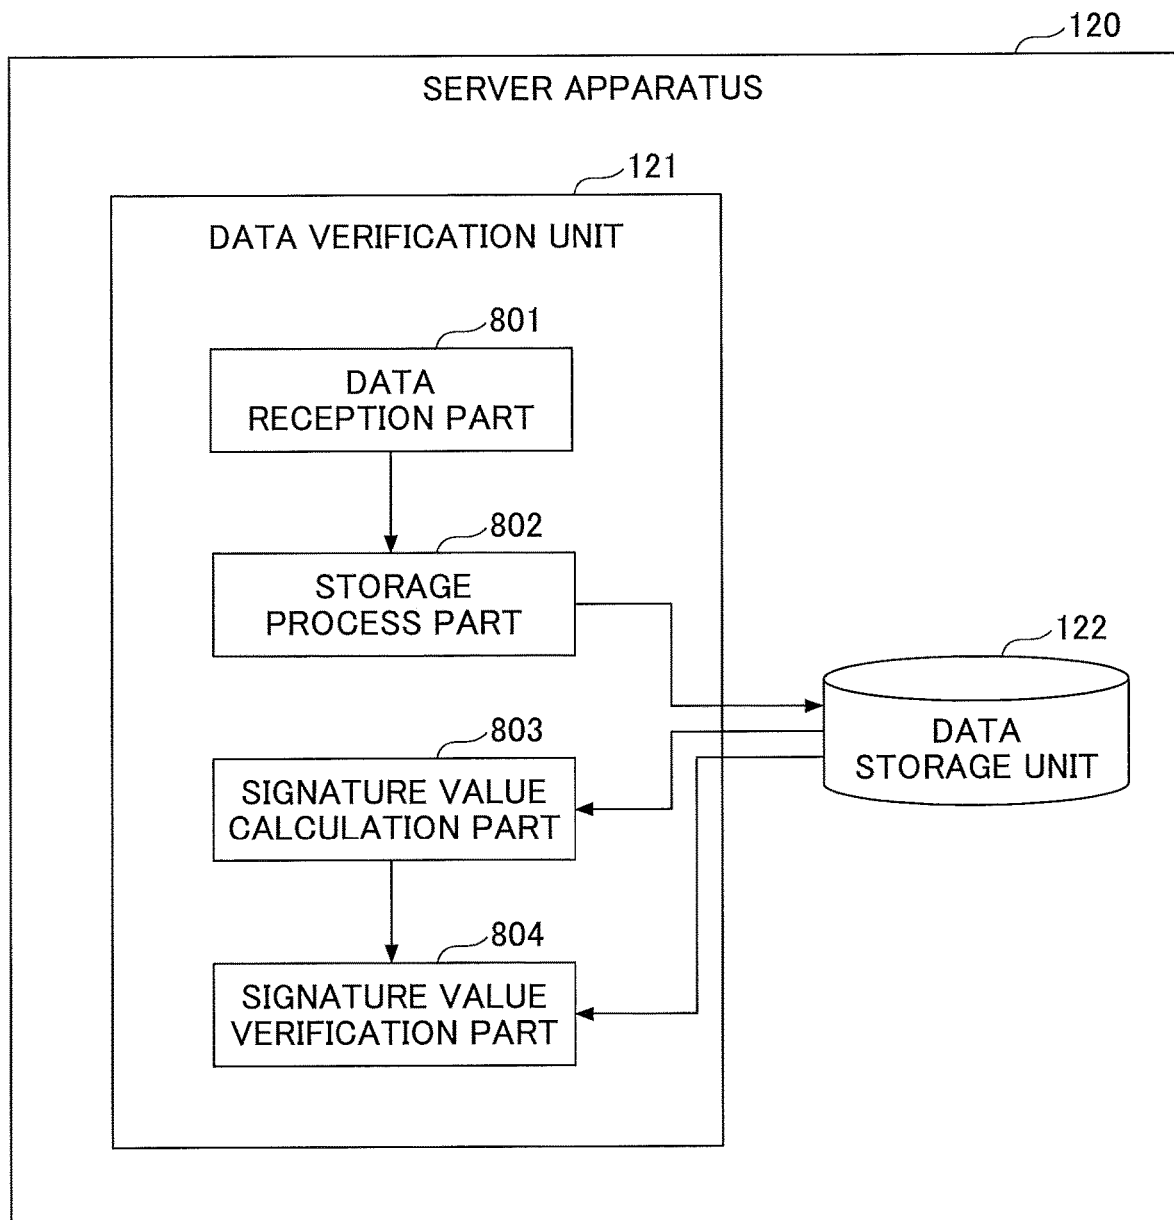 120
SERVER APPARATUS
121
DATA VERIFICATION UNIT
801
DATA
RECEPTION PART
802
STORAGE
PROCESS PART
122
DATA
STORAGE UNIT
803
SIGNATURE VALUE
CALCULATION PART
804
SIGNATURE VALUE
VERIFICATION PART